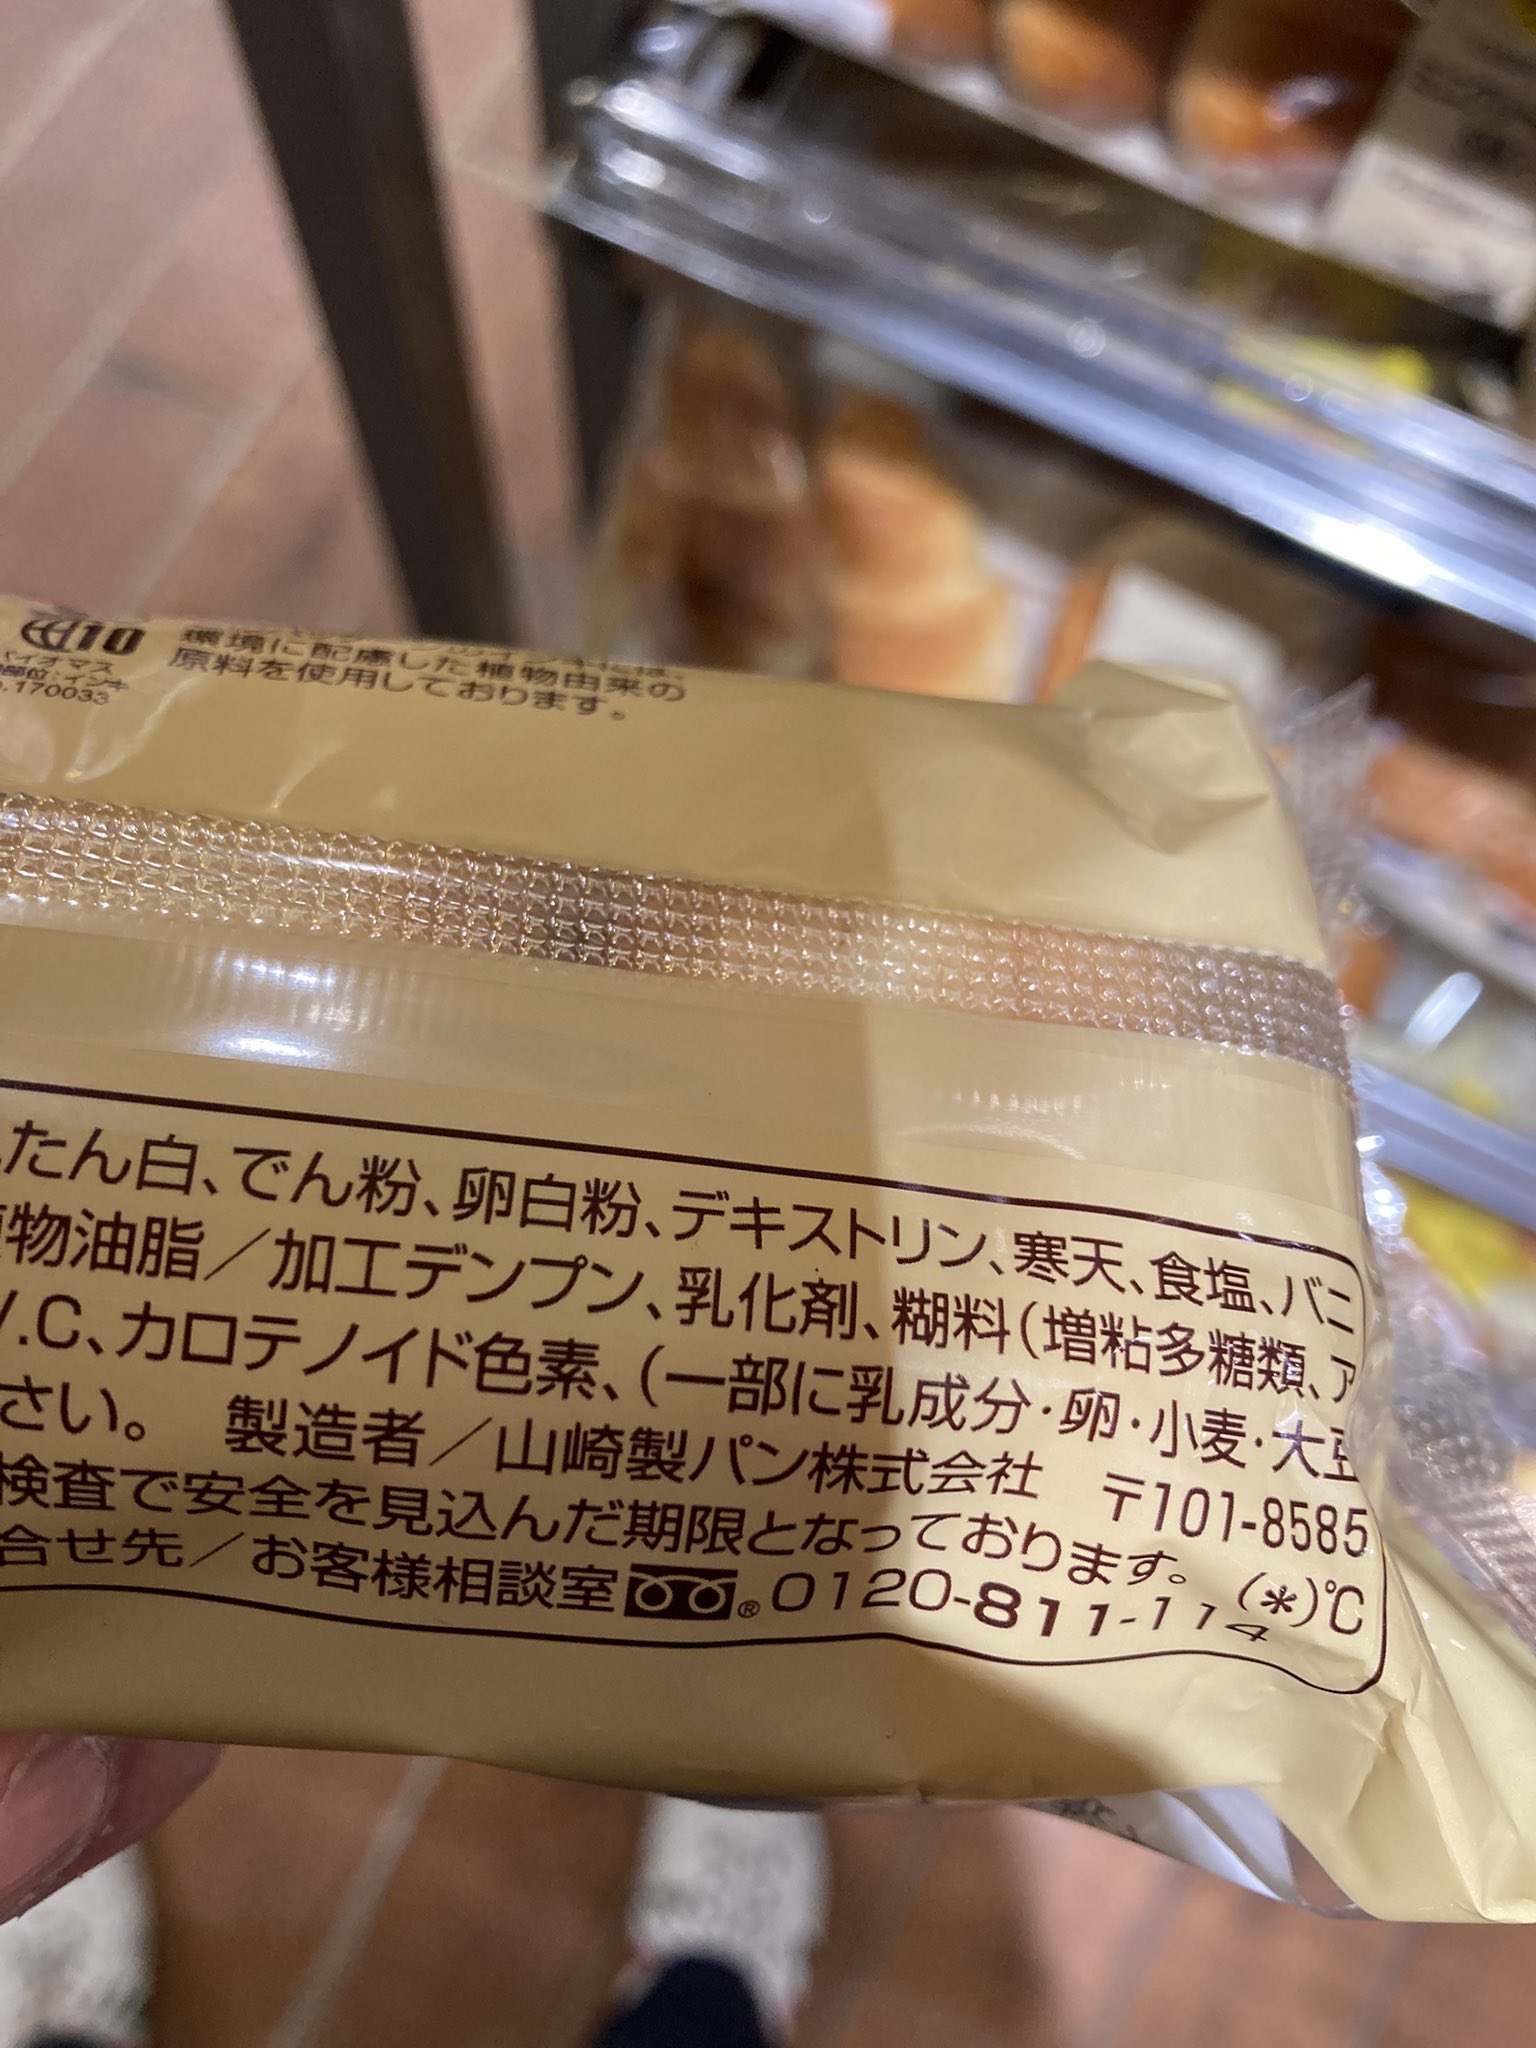 10
バイオマス
部位:インキ
.170033
環境に配慮した植物由来の
原料を使用しております。
たん白、でん粉、卵白粉、デキストリン、寒天、食塩、バニ
物油脂／加工デンプン、乳化剤、糊料(増粘多糖類、ア
V.C、カロテノイド色素、(一部に乳成分・卵・小麦・大豆
さい。 製造者／山崎製パン株式会社 〒101-8585
検査で安全を見込んだ期限となっております。 (*)℃
合せ先／お客様相談室 ® 0120-811-114